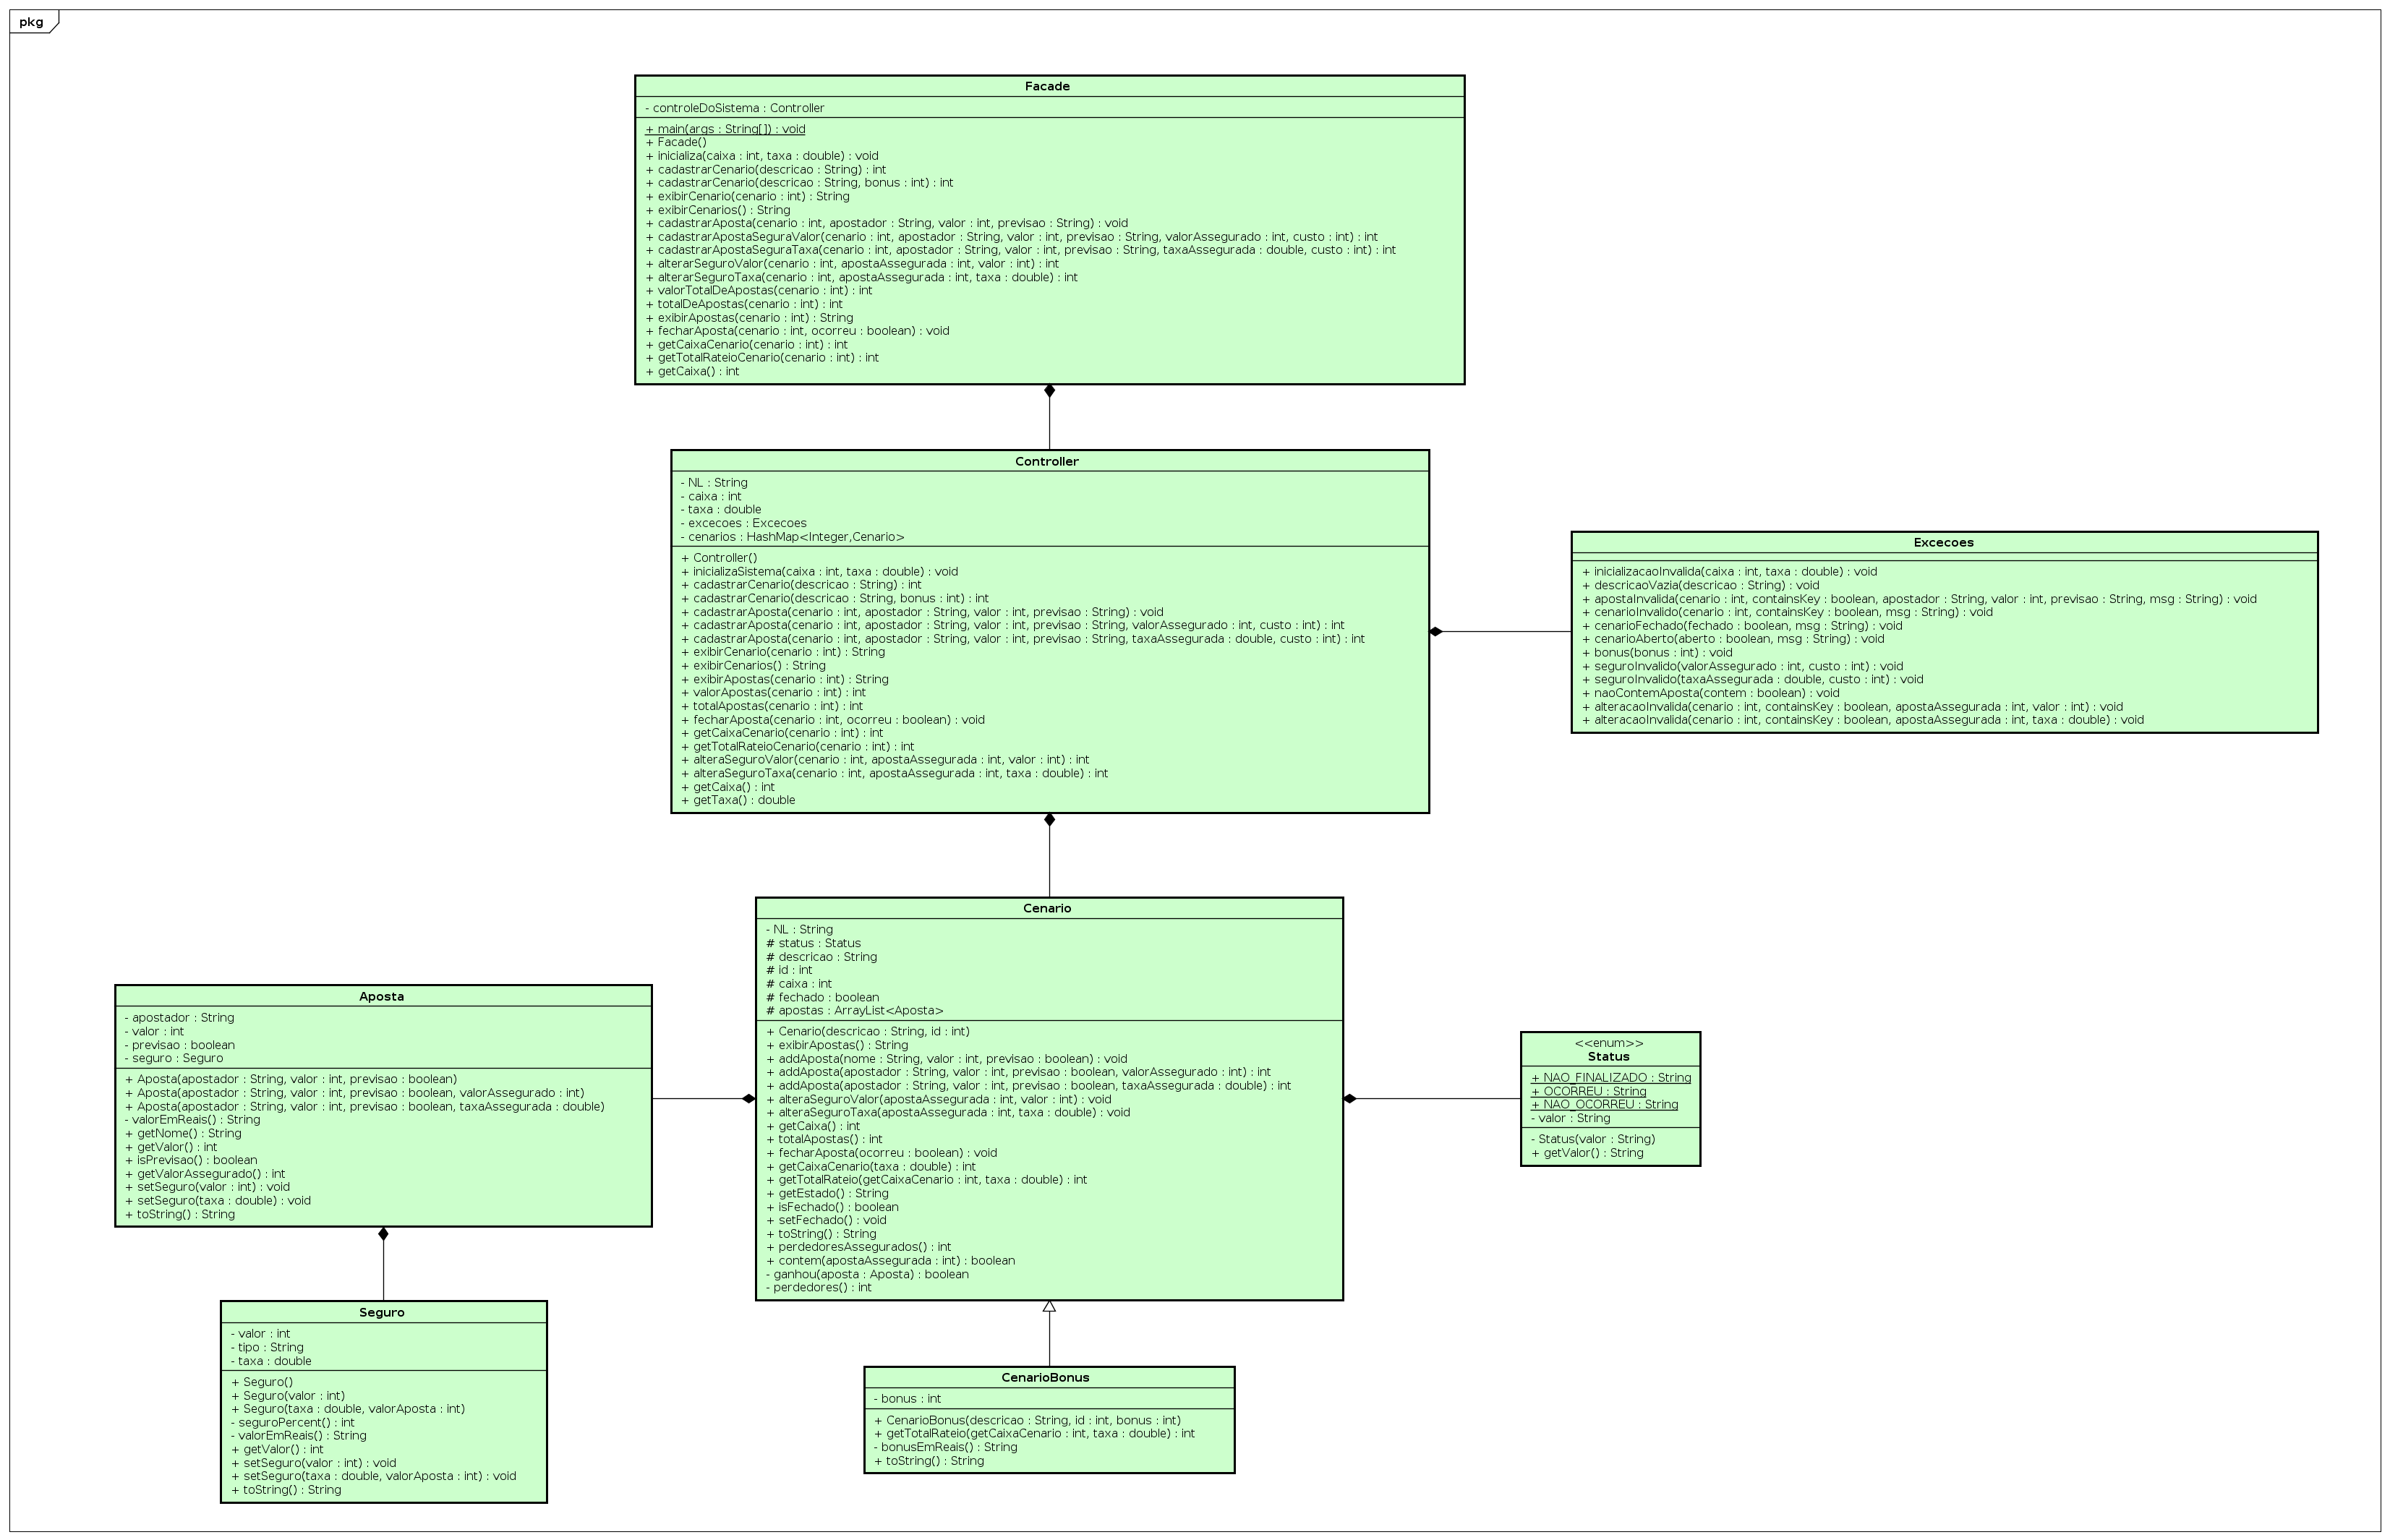 pkg
Facade
- controleDoSistema : Controller
+ main(args : String[]) : void
+ Facade()
+ inicializa(caixa : int, taxa : double) : void
+ cadastrarCenario(descricao : String) : int
+ cadastrarCenario(descricao : String, bonus : int) : int
+ exibirCenario(cenario : int) : String
+ exibirCenarios() : String
+ cadastrarAposta(cenario : int, apostador : String, valor : int, previsao : String) : void
+ cadastrarApostaSeguraValor(cenario : int, apostador : String, valor : int, previsao : String, valorAssegurado : int, custo : int) : int
+ cadastrarApostaSeguraTaxa(cenario : int, apostador : String, valor : int, previsao : String, taxaAssegurada : double, custo : int) : int
+ alterarSeguroValor(cenario : int, apostaAssegurada : int, valor : int) : int
+ alterarSeguroTaxa(cenario : int, apostaAssegurada : int, taxa : double) : int
+ valorTotalDeApostas(cenario : int) : int
+ totalDeApostas(cenario : int) : int
+ exibirApostas(cenario : int) : String
+ fecharAposta(cenario : int, ocorreu : boolean) : void
+ getCaixaCenario(cenario : int) : int
+ getTotalRateioCenario(cenario : int) : int
+ getCaixa() : int
Controller
- NL : String
- caixa : int
- taxa : double
- excecoes : Excecoes
- cenarios : HashMap<Integer,Cenario>
+ Controller()
+ inicializaSistema(caixa : int, taxa : double) : void
+ cadastrarCenario(descricao : String) : int
+ cadastrarCenario(descricao : String, bonus : int) : int
+ cadastrarAposta(cenario : int, apostador : String, valor : int, previsao : String) : void
+ cadastrarAposta(cenario : int, apostador : String, valor : int, previsao : String, valorAssegurado : int, custo : int) : int
+ cadastrarAposta(cenario : int, apostador : String, valor : int, previsao : String, taxaAssegurada : double, custo : int) : int
+ exibirCenario(cenario : int) : String
+ exibirCenarios() : String
+ exibirApostas(cenario : int) : String
+ valorApostas(cenario : int) : int
+ totalApostas(cenario : int) : int
+ fecharAposta(cenario : int, ocorreu : boolean) : void
+ getCaixaCenario(cenario : int) : int
+ getTotalRateioCenario(cenario : int) : int
+ alteraSeguroValor(cenario : int, apostaAssegurada : int, valor : int) : int
+ alteraSeguroTaxa(cenario : int, apostaAssegurada : int, taxa : double) : int
+ getCaixa() : int
+ getTaxa() : double
Excecoes
+ inicializacaoInvalida(caixa : int, taxa : double) : void
+ descricaoVazia(descricao : String) : void
+ apostaInvalida(cenario : int, containsKey : boolean, apostador : String, valor : int, previsao : String, msg : String) : void
+ cenarioInvalido(cenario : int, containsKey : boolean, msg : String) : void
+ cenarioFechado(fechado : boolean, msg : String) : void
+ cenarioAberto(aberto : boolean, msg : String) : void
+ bonus(bonus : int) : void
+ seguroInvalido(valorAssegurado : int, custo : int) : void
+ seguroInvalido(taxaAssegurada : double, custo : int) : void
+ naoContemAposta(contem : boolean) : void
+ alteracaoInvalida(cenario : int, containsKey : boolean, apostaAssegurada : int, valor : int) : void
+ alteracaoInvalida(cenario : int, containsKey : boolean, apostaAssegurada : int, taxa : double) : void
Cenario
- NL : String
# status : Status
# descricao : String
# id : int
# caixa : int
# fechado : boolean
# apostas : ArrayList<Aposta>
+ Cenario(descricao : String, id : int)
+ exibirApostas() : String
+ addAposta(nome : String, valor : int, previsao : boolean) : void
+ addAposta(apostador : String, valor : int, previsao : boolean, valorAssegurado : int) : int
+ addAposta(apostador : String, valor : int, previsao : boolean, taxaAssegurada : double) : int
+ alteraSeguroValor(apostaAssegurada : int, valor : int) : void
+ alteraSeguroTaxa(apostaAssegurada : int, taxa : double) : void
+ getCaixa() : int
+ totalApostas() : int
+ fecharAposta(ocorreu : boolean) : void
+ getCaixaCenario(taxa : double) : int
+ getTotalRateio(getCaixaCenario : int, taxa : double) : int
+ getEstado() : String
+ isFechado() : boolean
+ setFechado() : void
+ toString() : String
+ perdedoresAssegurados() : int
+ contem(apostaAssegurada : int) : boolean
- ganhou(aposta : Aposta) : boolean
- perdedores() : int
Aposta
- apostador : String
- valor : int
- previsao : boolean
- seguro : Seguro
+ Aposta(apostador : String, valor : int, previsao : boolean)
+ Aposta(apostador : String, valor : int, previsao : boolean, valorAssegurado : int)
+ Aposta(apostador : String, valor : int, previsao : boolean, taxaAssegurada : double)
- valorEmReais() : String
+ getNome() : String
+ getValor() : int
+ isPrevisao() : boolean
+ getValorAssegurado() : int
+ setSeguro(valor : int) : void
+ setSeguro(taxa : double) : void
+ toString() : String
<<enum>>
Status
+ NAO_FINALIZADO : String
+ OCORREU : String
+ NAO_OCORREU : String
- valor : String
- Status(valor : String)
+ getValor() : String
Seguro
- valor : int
- tipo : String
- taxa : double
+ Seguro()
+ Seguro(valor : int)
+ Seguro(taxa : double, valorAposta : int)
- seguroPercent() : int
- valorEmReais() : String
+ getValor() : int
+ setSeguro(valor : int) : void
+ setSeguro(taxa : double, valorAposta : int) : void
+ toString() : String
CenarioBonus
- bonus : int
+ CenarioBonus(descricao : String, id : int, bonus : int)
+ getTotalRateio(getCaixaCenario : int, taxa : double) : int
- bonusEmReais() : String
+ toString() : String